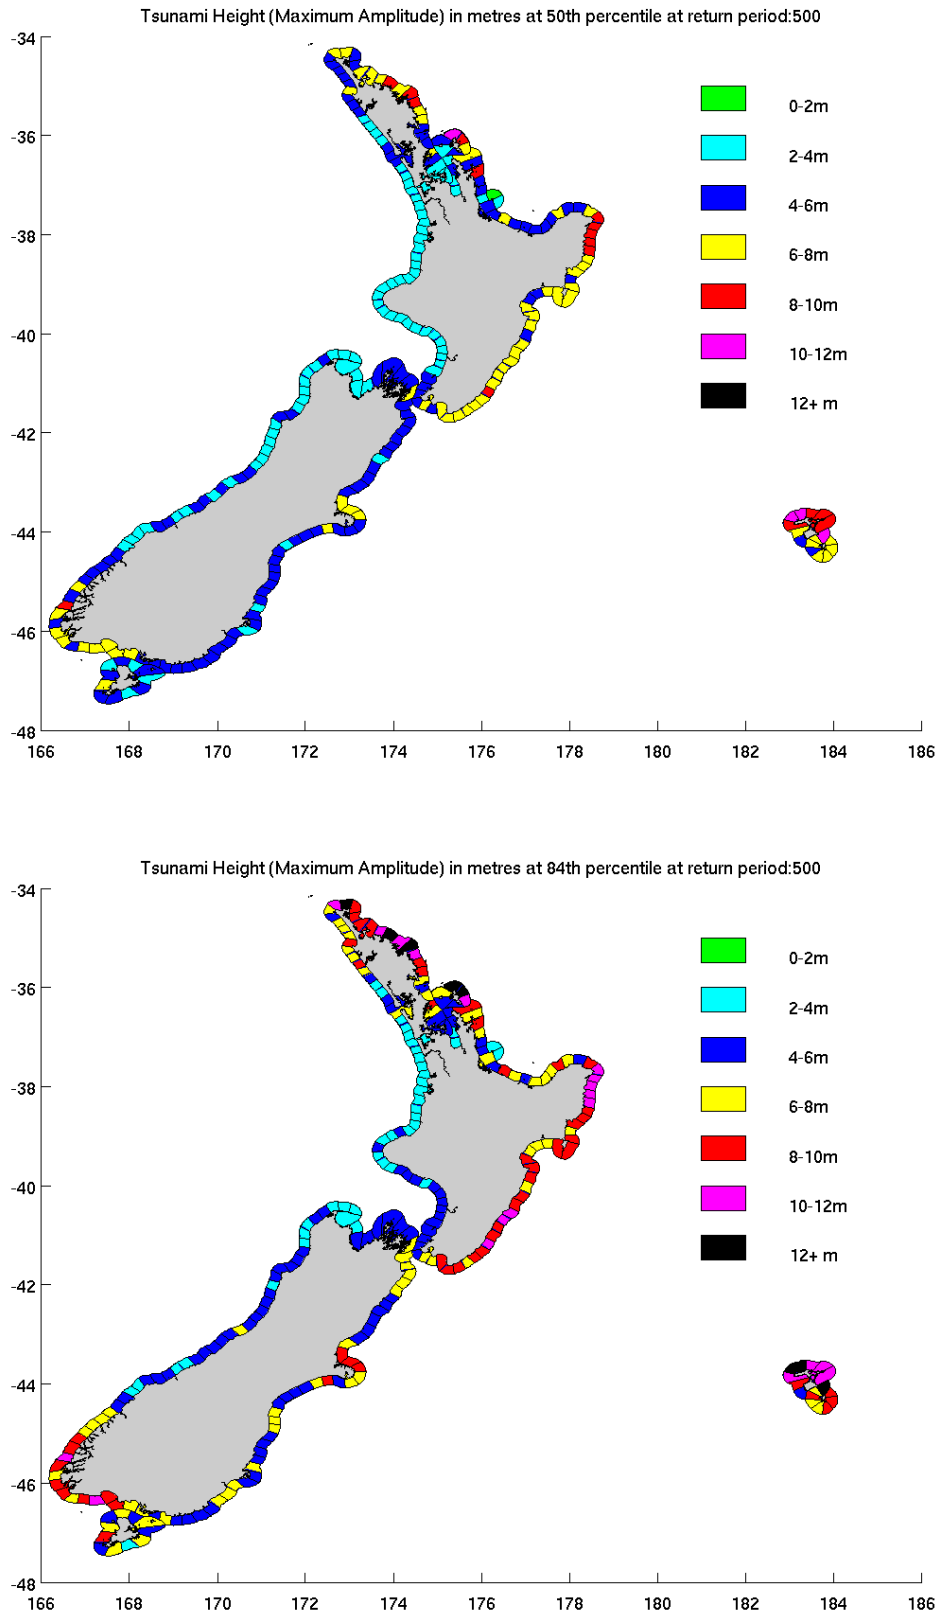 Tsunami Height (Maximum Amplitude) in metres at 50th percentile at return period:500
-34
-36
-38
-40
-42
-44
-46
-48
0-2m
2-4m
4-6m
6-8m
8-10m
10-12m
12+ m
166 168 170 172 174 176 178 180 182 184 186
Tsunami Height (Maximum Amplitude) in metres at 84th percentile at return period:500
-34
-36
-38
-40
-42
-44
-46
-48
0-2m
2-4m
4-6m
6-8m
8-10m
10-12m
12+ m
166 168 170 172 174 176 178 180 182 184 186